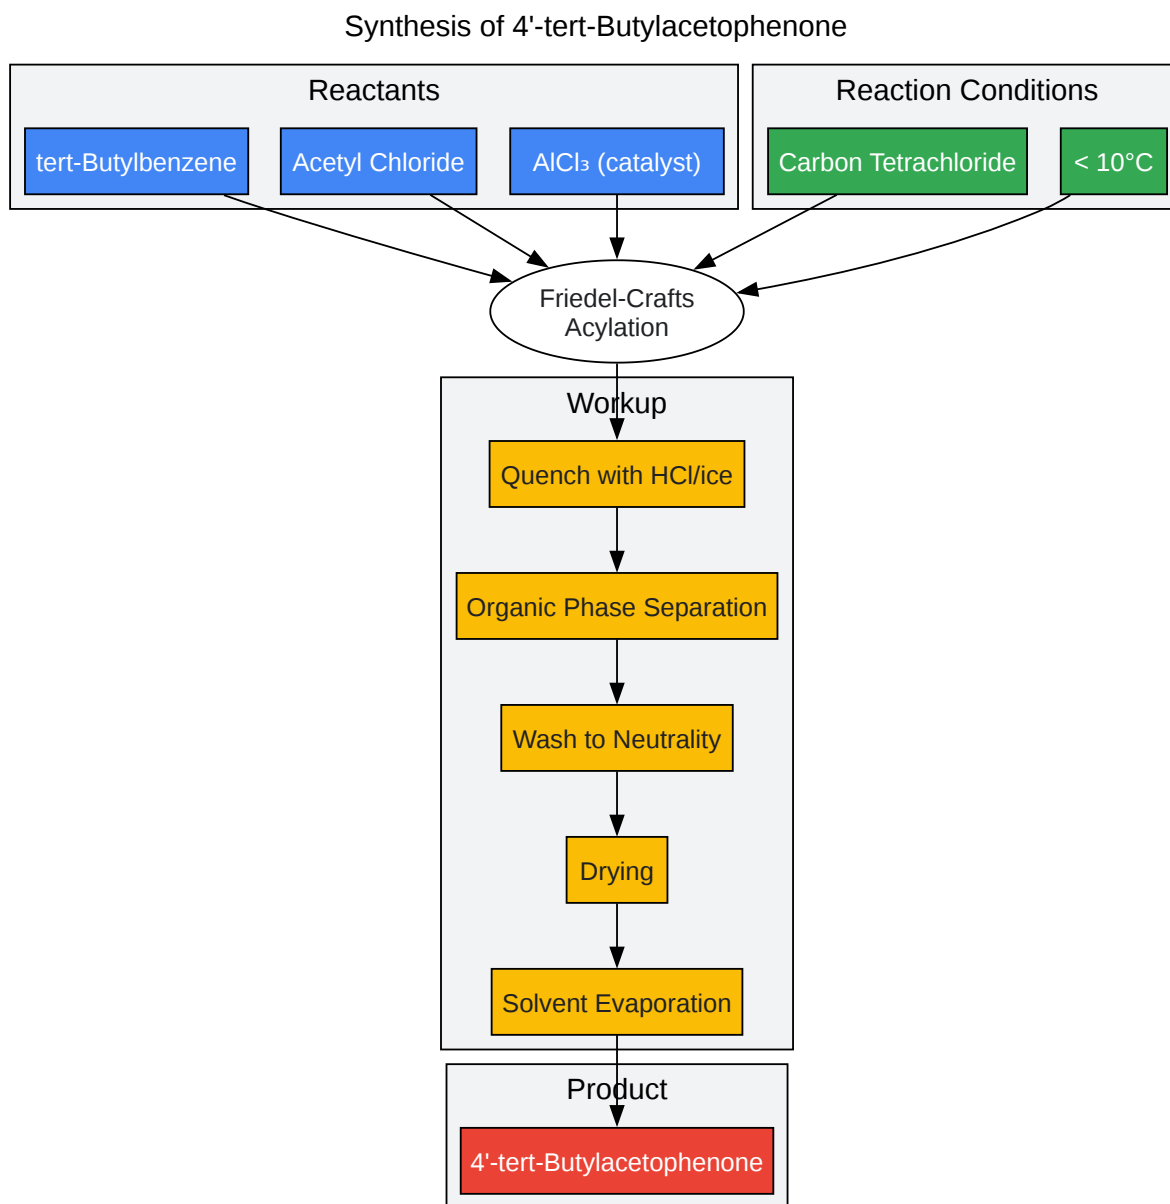 Synthesis of 4'-tert-Butylacetophenone
Reactants
Reaction Conditions
tert-Butylbenzene
Acetyl Chloride
AlCl₃ (catalyst)
Carbon Tetrachloride
< 10°C
Friedel-Crafts
Acylation
Workup
Quench with HCl/ice
Organic Phase Separation
Wash to Neutrality
Drying
Solvent Evaporation
Product
4'-tert-Butylacetophenone